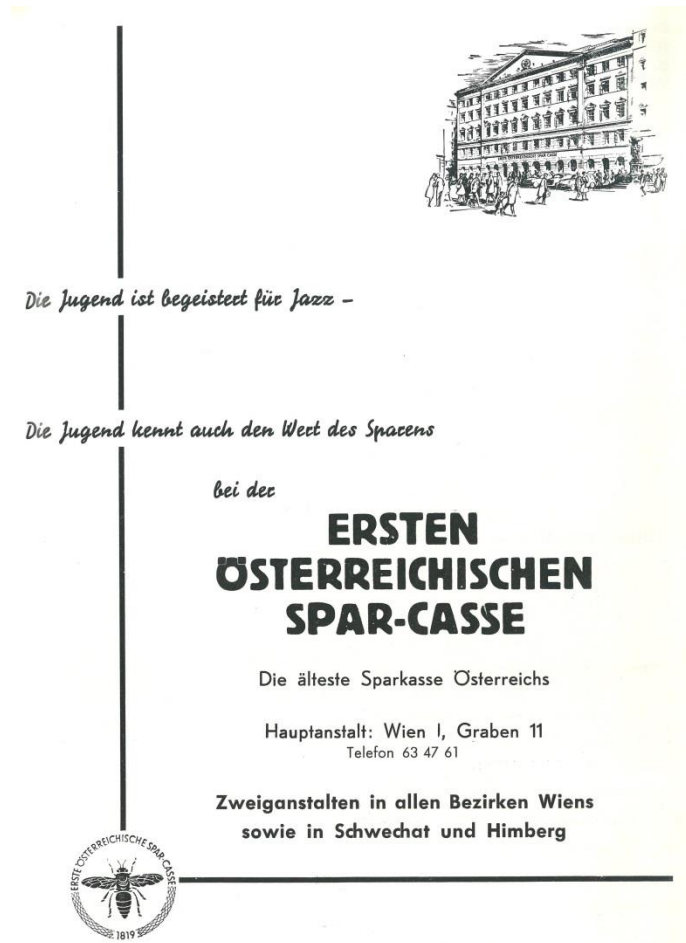 Die Jugend ist begeistert für Jazz –
Die Jugend kennt auch den Wert des Sparens
bei der
ERSTEN
ÖSTERREICHISCHEN
SPAR-CASSE
Die älteste Sparkasse Österreichs
Hauptanstalt: Wien I, Graben 11
Telefon 63 47 61
Zweiganstalten in allen Bezirken Wiens
sowie in Schwechat und Himberg
ERSTE ÖSTERREICHISCHE SPAR-CASSE
1819